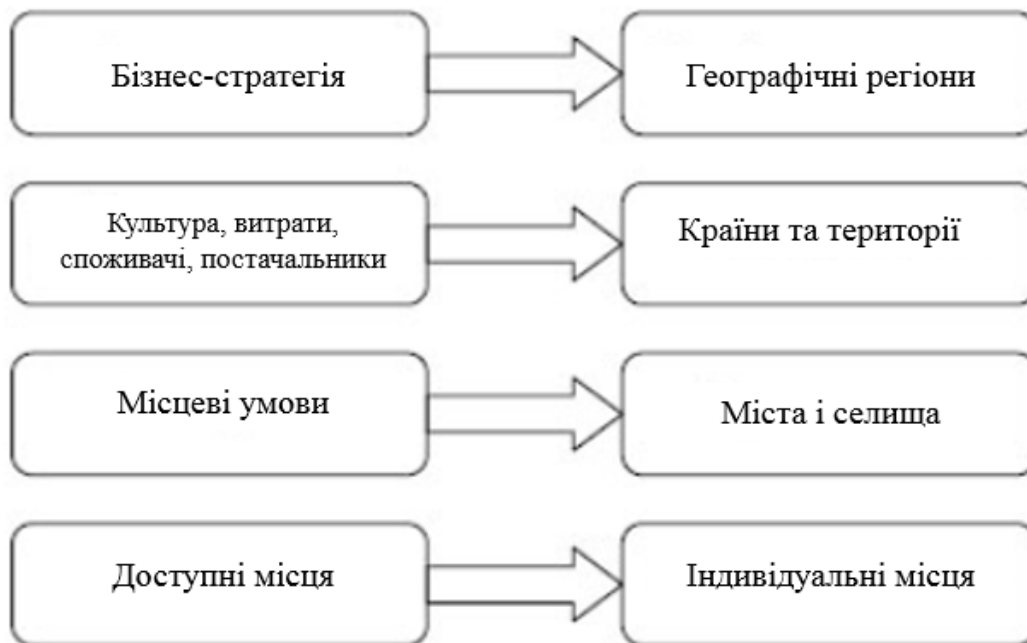 Бізнес-стратегія
Географічні регіони
Культура, витрати,
споживачі, постачальники
Країни та території
Місцеві умови
Міста і селища
Доступні місця
Індивідуальні місця